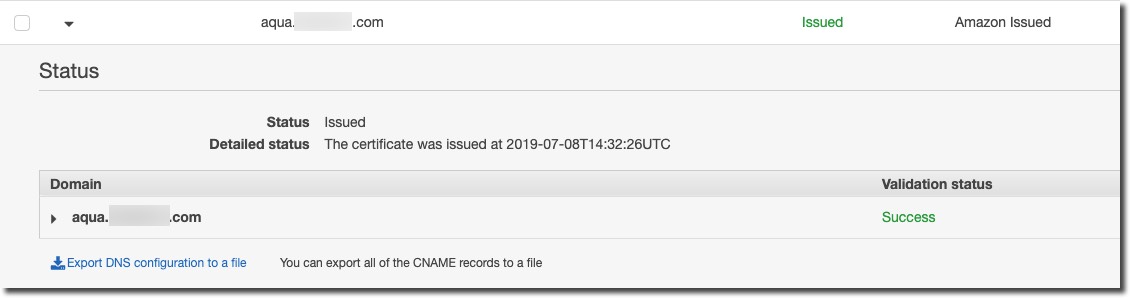 aqua. .com Issued Amazon Issued
Status
Status Issued
Detailed status The certificate was issued at 2019-07-08T14:32:26UTC
Domain Validation status
aqua. .com Success
Export DNS configuration to a file You can export all of the CNAME records to a file